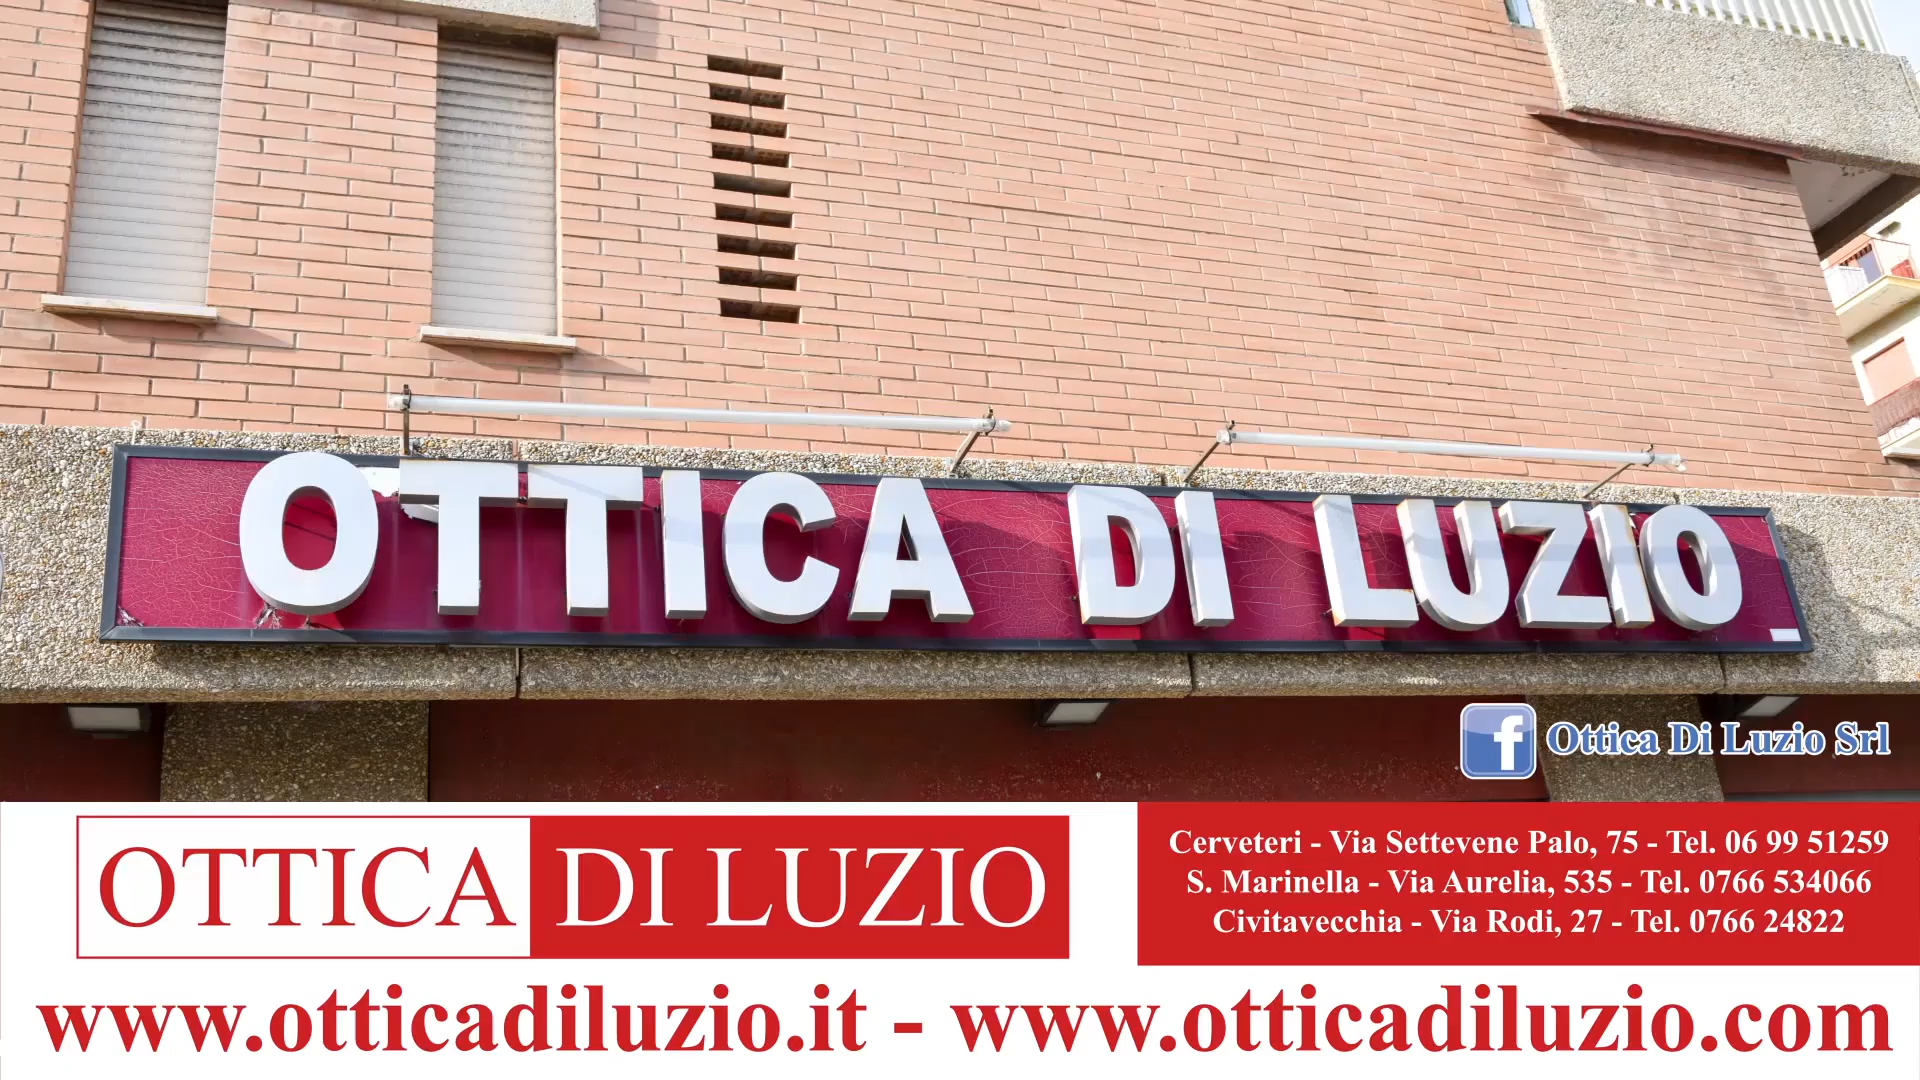 OTTICA DI LUZIO
f Ottica Di Luzio Srl
OTTICA DI LUZIO
Cerveteri - Via Settevene Palo, 75 - Tel. 06 99 51259
S. Marinella - Via Aurelia, 535 - Tel. 0766 534066
Civitavecchia - Via Rodi, 27 - Tel. 0766 24822
www.otticadiluzio.it - www.otticadiluzio.com